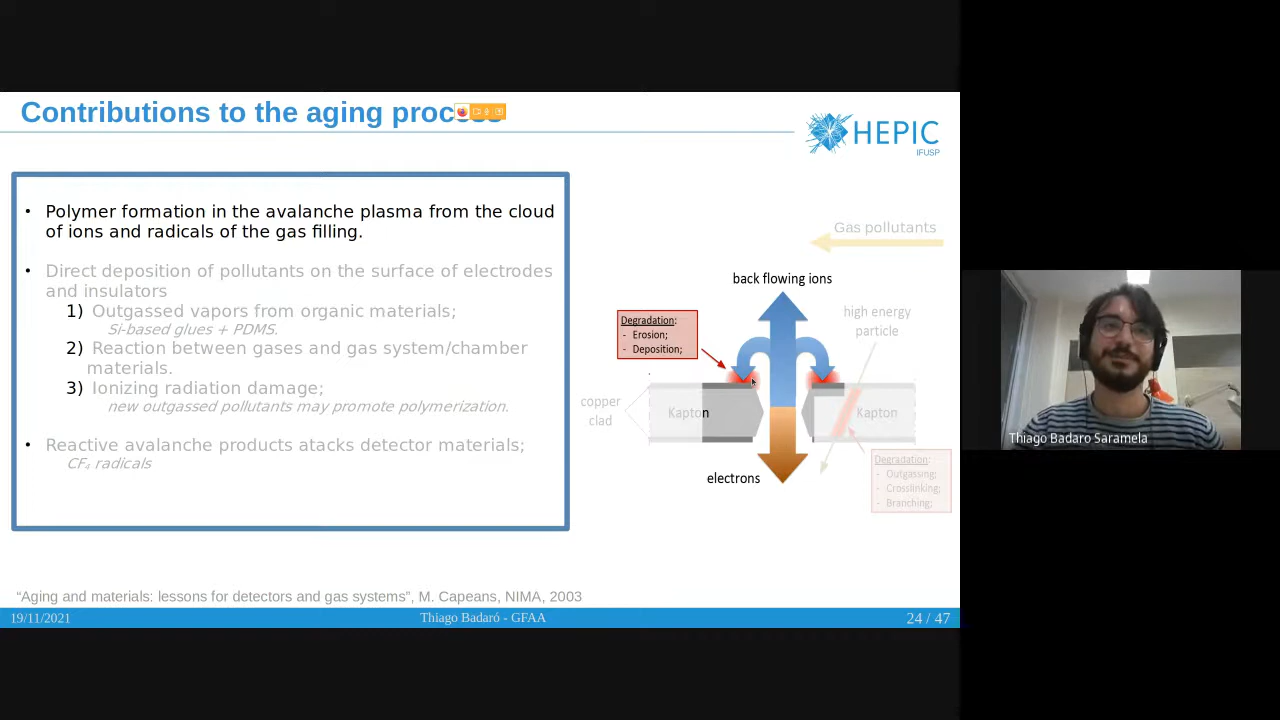 Contributions to the aging proc
HEPIC
IFUSP
• Polymer formation in the avalanche plasma from the cloud
of ions and radicals of the gas filling.
• Direct deposition of pollutants on the surface of electrodes
and insulators
1) Outgassed vapors from organic materials;
Si-based glues + PDMS.
2) Reaction between gases and gas system/chamber
materials.
3) Ionizing radiation damage;
new outgassed pollutants may promote polymerization.
• Reactive avalanche products atacks detector materials;
CF₄ radicals
Gas pollutants
back flowing ions
high energy
particle
Degradation:
- Erosion;
- Deposition;
copper
clad
Kapton
Kapton
electrons
Degradation:
- Outgassing;
- Crosslinking;
- Branching;
Thiago Badaro Saramela
“Aging and materials: lessons for detectors and gas systems”, M. Capeans, NIMA, 2003
19/11/2021
Thiago Badaró - GFAA
24 / 47